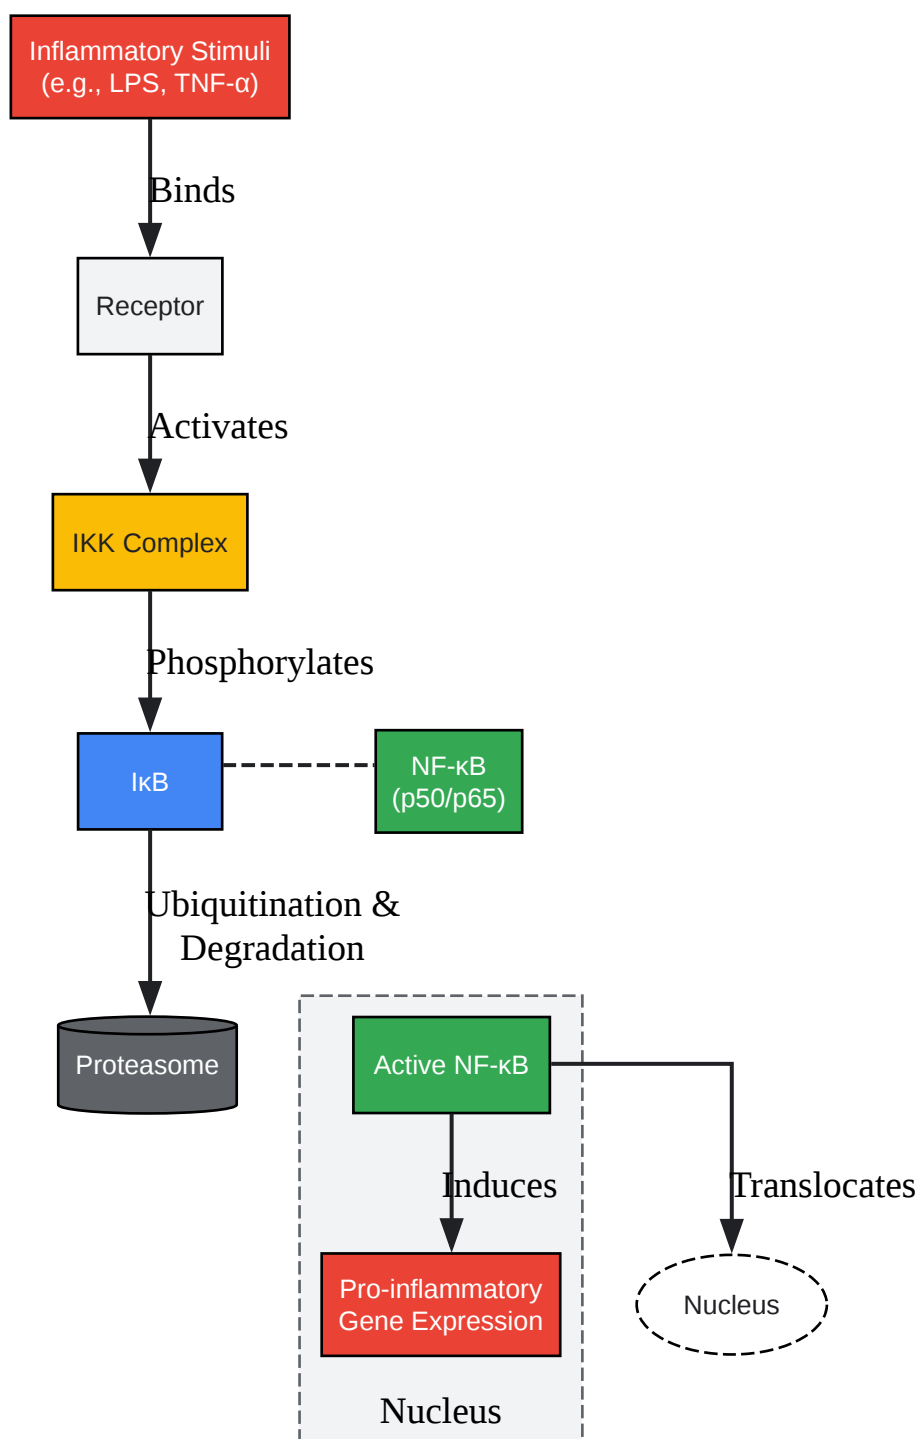 Inflammatory Stimuli
(e.g., LPS, TNF-α)
Binds
Receptor
Activates
IKK Complex
Phosphorylates
IκB
NF-κB
(p50/p65)
Ubiquitination &
Degradation
Proteasome
Active NF-κB
Induces
Translocates
Pro-inflammatory
Gene Expression
Nucleus
Nucleus